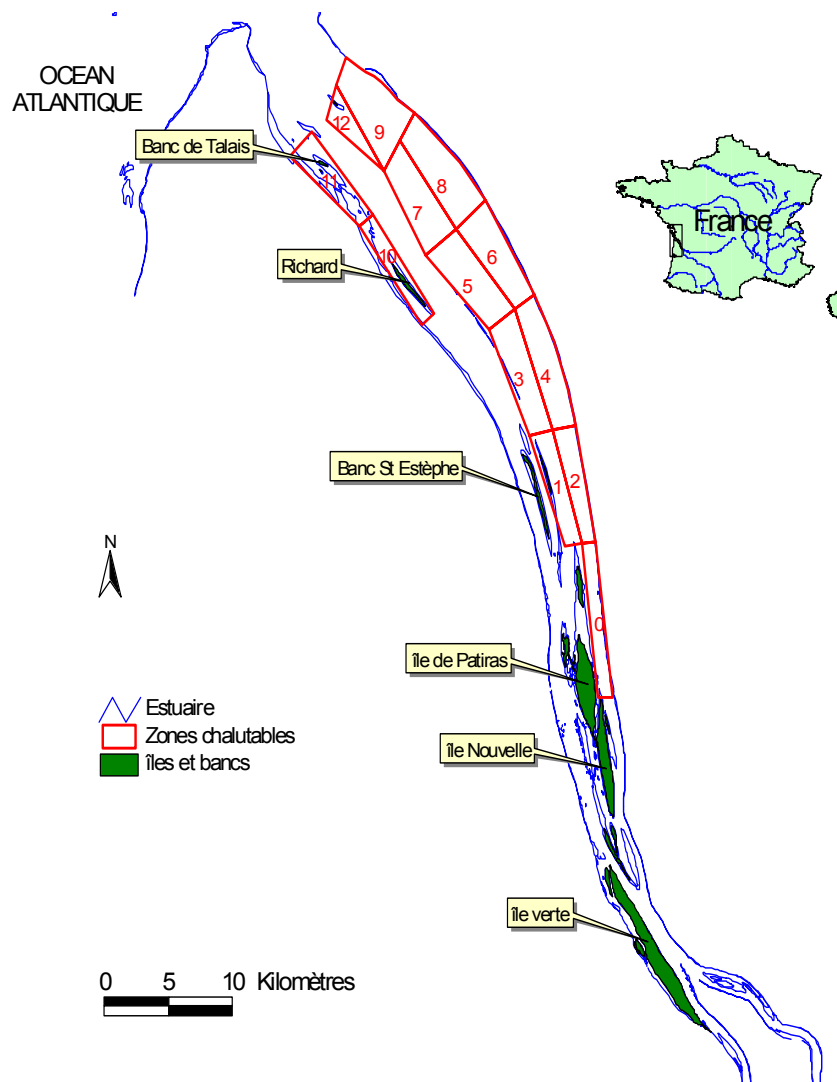 OCEAN
ATLANTIQUE
12
9
Banc de Talais
8
11
France
7
10
6
Richard
5
3
4
Banc St Estèphe
1
2
N
0
île de Patiras
Estuaire
Zones chalutables
île Nouvelle
îles et bancs
île verte
0 5 10 Kilomètres